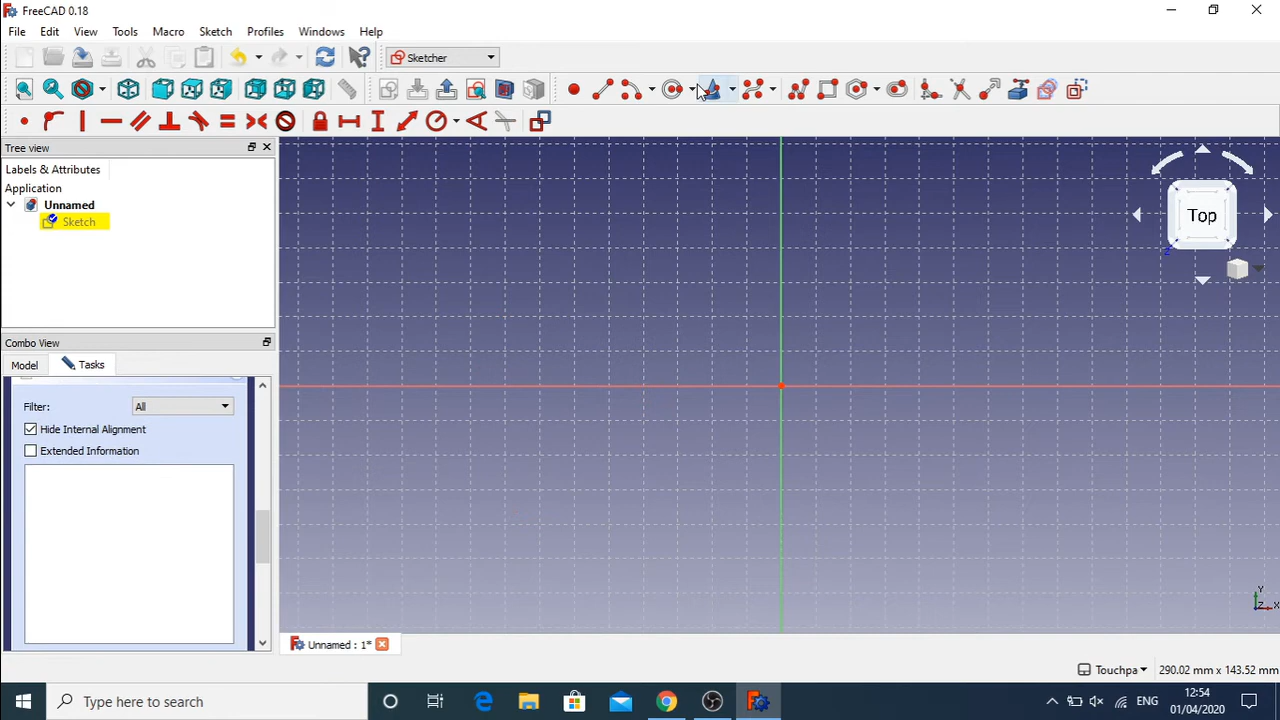 FreeCAD 0.18
File Edit View Tools Macro Sketch Profiles Windows Help
Sketcher
Tree view
Labels & Attributes
Application
Unnamed
Sketch
Top
Combo View
Model Tasks
Filter: All
Hide Internal Alignment
Extended Information
Y
Z X
Unnamed : 1*
Touchpa 290.02 mm x 143.52 mm
Type here to search
ENG
12:54
01/04/2020